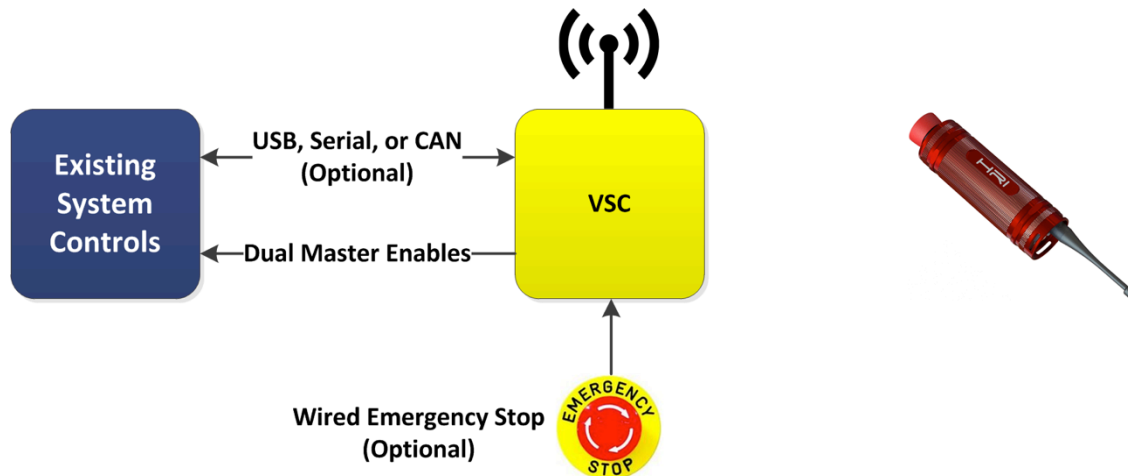 Existing
System
Controls
USB, Serial, or CAN
(Optional)
Dual Master Enables
VSC
HRI
Wired Emergency Stop
(Optional)
EMERGENCY
STOP